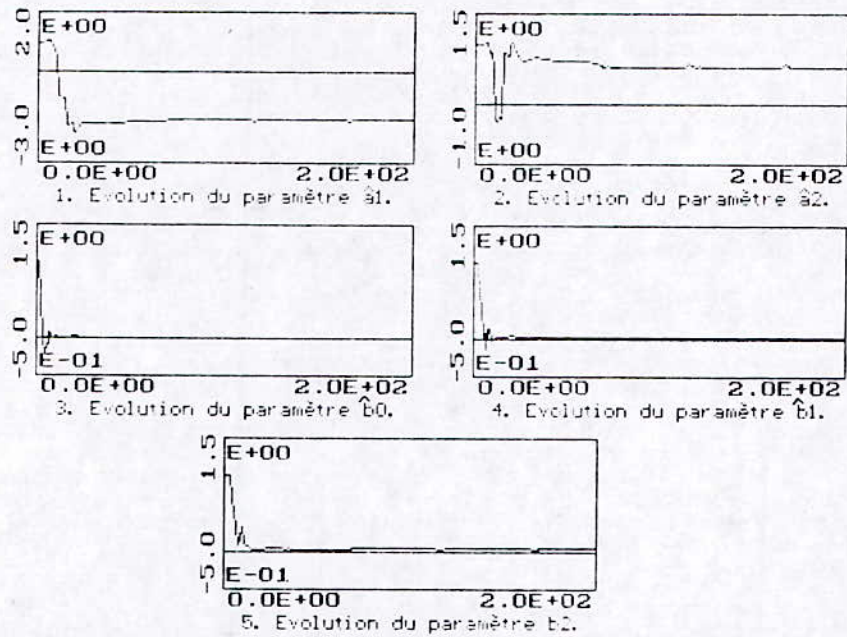 2.0 E+00
-3.0 E+00
0.0E+00 2.0E+02
1. Evolution du paramètre â1.
1.5 E+00
-1.0 E+00
0.0E+00 2.0E+02
2. Evolution du paramètre â2.
1.5 E+00
-5.0 E-01
0.0E+00 2.0E+02
3. Evolution du paramètre b̂0.
1.5 E+00
-5.0 E-01
0.0E+00 2.0E+02
4. Evolution du paramètre b̂1.
1.5 E+00
-5.0 E-01
0.0E+00 2.0E+02
5. Evolution du paramètre b2.